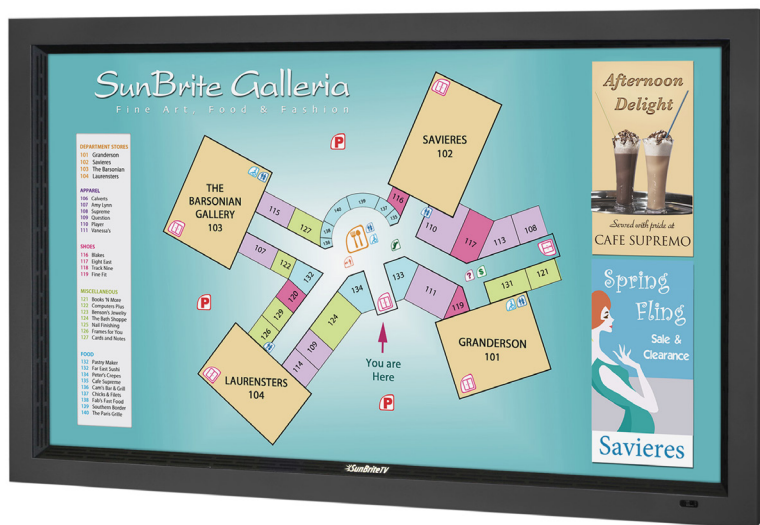 SunBrite Galleria
Fine Art, Food & Fashion
DEPARTMENT STORES
101 Granderson
102 Savieres
103 The Barsonian
104 Laurensters
APPAREL
106 Calverts
107 Amy Lynn
108 Supreme
109 Question
110 Player
111 Vanessa's
SHOES
116 Blakes
117 Eight East
118 Track Nine
119 Fine Fit
MISCELLANEOUS
121 Books 'N More
122 Computers Plus
123 Benson's Jewelry
124 The Bath Shoppe
125 Nail Finishing
126 Frames for You
127 Cards and Notes
FOOD
132 Pastry Maker
133 Far East Sushi
134 Peter's Crepes
135 Cafe Supreme
136 Cam's Bar & Grill
137 Chicks & Filets
138 Fab's Fast Food
139 Southern Border
140 The Paris Grille
P
SAVIERES
102
THE
BARSONIAN
GALLERY
103
115
127
140
139
137
135
116
110
117
113
108
107
122
132
120
129
126
134
133
111
119
131
121
124
109
114
?
$
P
LAURENSTERS
104
GRANDERSON
101
You are
Here
P
Afternoon
Delight
Served with pride at
CAFE SUPREMO
Spring
Fling
Sale &
Clearance
Savieres
SunBriteTV